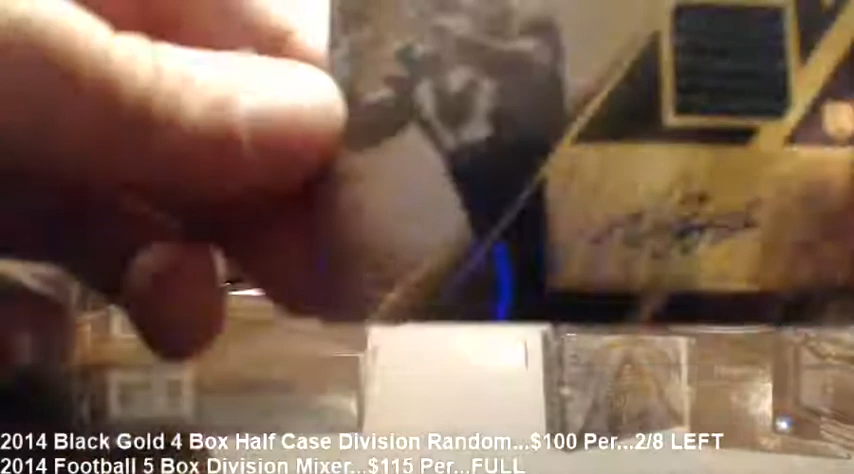 2014 Black Gold 4 Box Half Case Division Random...$100 Per...2/8 LEFT
2014 Football 5 Box Division Mixer...$115 Per...FULL